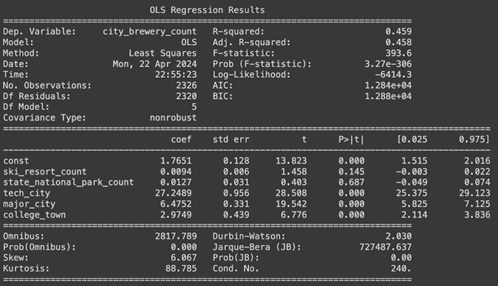 OLS Regression Results
Dep. Variable: city_brewery_count R-squared: 0.459
Model: OLS Adj. R-squared: 0.458
Method: Least Squares F-statistic: 393.6
Date: Mon, 22 Apr 2024 Prob (F-statistic): 3.27e-306
Time: 22:55:23 Log-Likelihood: -6414.3
No. Observations: 2326 AIC: 1.284e+04
Df Residuals: 2320 BIC: 1.288e+04
Df Model: 5
Covariance Type: nonrobust
coef std err t P>|t| [0.025 0.975]
const 1.7651 0.128 13.823 0.000 1.515 2.016
ski_resort_count 0.0094 0.006 1.458 0.145 -0.003 0.022
state_national_park_count 0.0127 0.031 0.403 0.687 -0.049 0.074
tech_city 27.2489 0.956 28.508 0.000 25.375 29.123
major_city 6.4752 0.331 19.542 0.000 5.825 7.125
college_town 2.9749 0.439 6.776 0.000 2.114 3.836
Omnibus: 2817.789 Durbin-Watson: 2.030
Prob(Omnibus): 0.000 Jarque-Bera (JB): 727487.637
Skew: 6.067 Prob(JB): 0.00
Kurtosis: 88.785 Cond. No. 240.